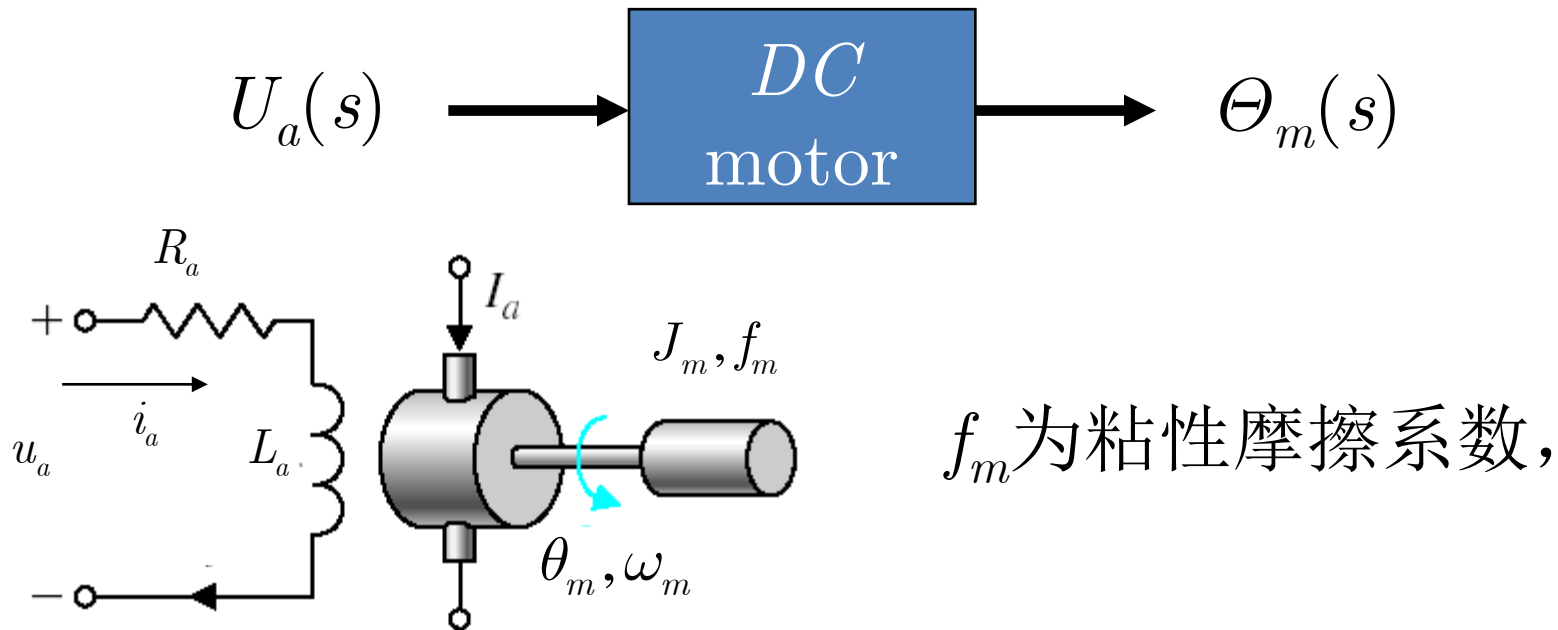 U_a(s)
DC
motor
Θ_m(s)
R_a
I_a
+
J_m, f_m
i_a
u_a
L_a
f_m为粘性摩擦系数，
θ_m, ω_m
−